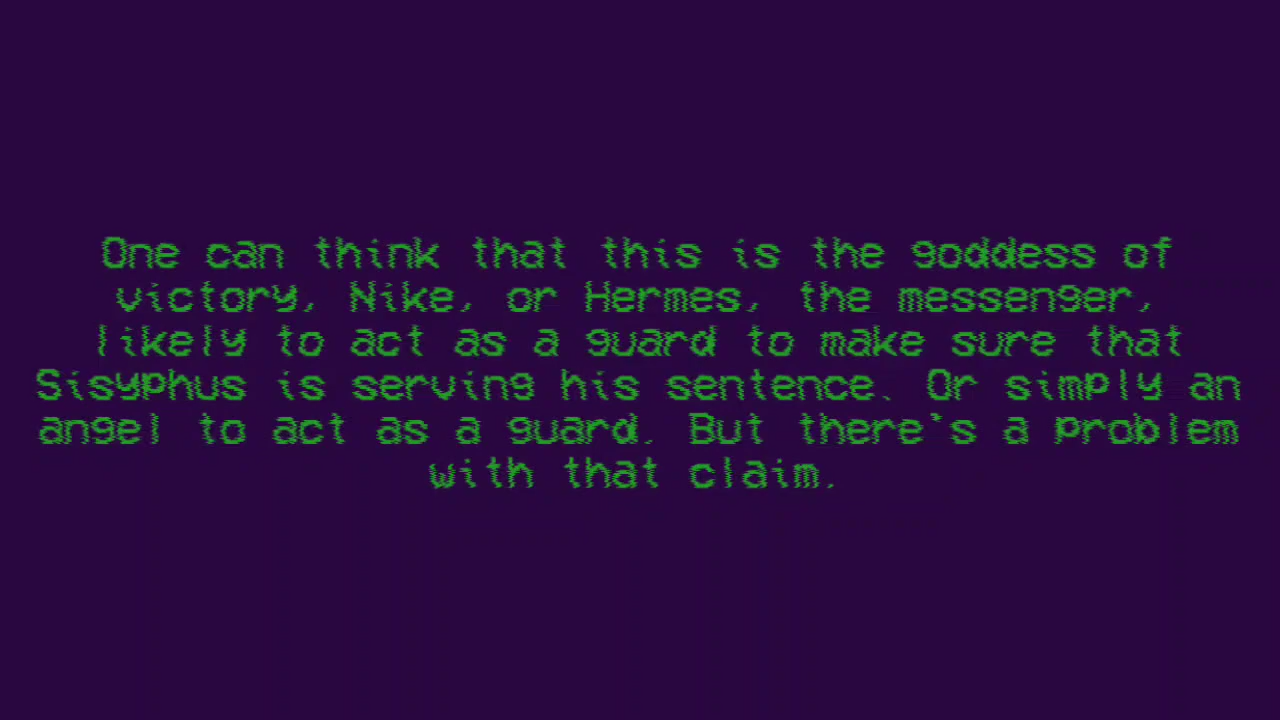 One can think that this is the goddess of
victory, Nike, or Hermes, the messenger,
likely to act as a guard to make sure that
Sisyphus is serving his sentence. Or simply an
angel to act as a guard. But there's a problem
with that claim.